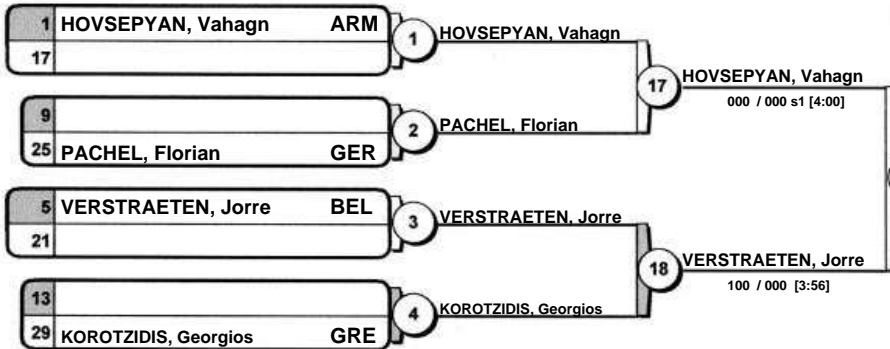 1 HOVSEPYAN, Vahagn ARM
17
1
HOVSEPYAN, Vahagn
9
25 PACHEL, Florian GER
2
PACHEL, Florian
17
HOVSEPYAN, Vahagn
000 / 000 s1 [4:00]
5 VERSTRAETEN, Jorre BEL
21
3
VERSTRAETEN, Jorre
13
29 KOROTZIDIS, Georgios GRE
4
KOROTZIDIS, Georgios
18
VERSTRAETEN, Jorre
100 / 000 [3:56]